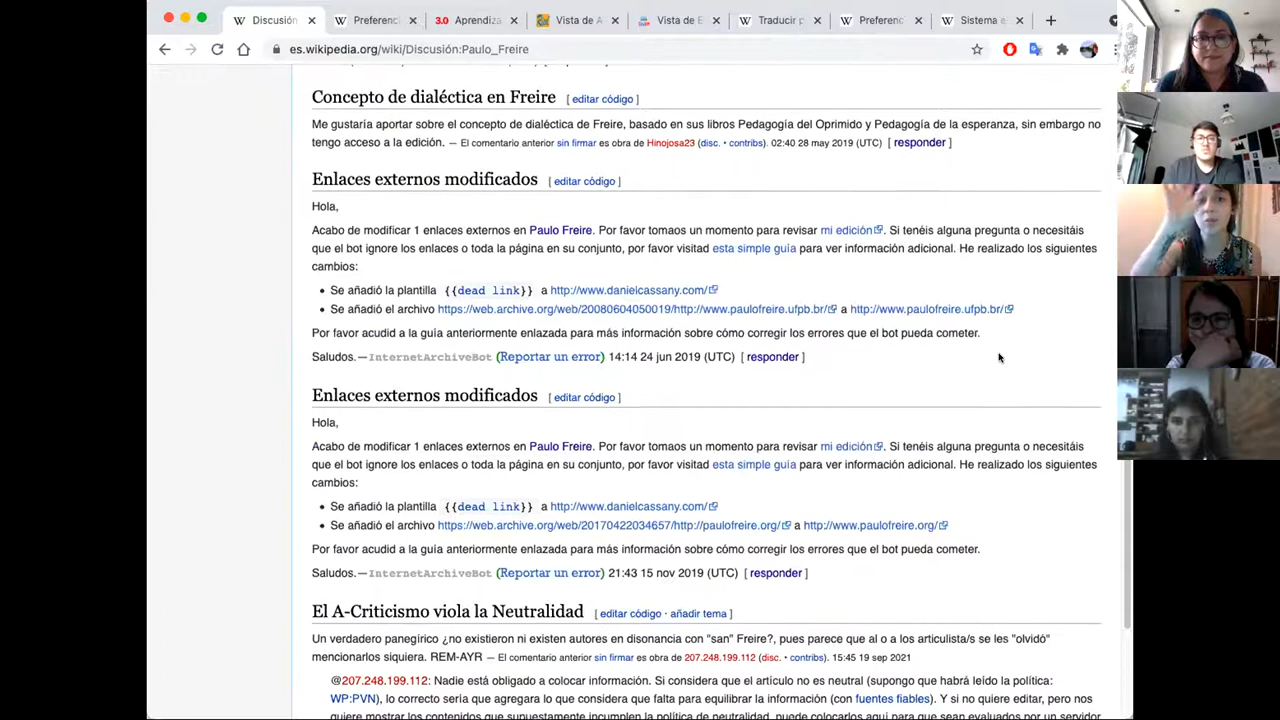 Discusión
Preferenc
3.0 Aprendiza
Vista de A
Vista de E
Traducir p
Preferenc
Sistema e
es.wikipedia.org/wiki/Discusión:Paulo_Freire
Concepto de dialéctica en Freire [ editar código ]
Me gustaría aportar sobre el concepto de dialéctica de Freire, basado en sus libros Pedagogía del Oprimido y Pedagogía de la esperanza, sin embargo no
tengo acceso a la edición. — El comentario anterior sin firmar es obra de Hinojosa23 (disc. • contribs). 02:40 28 may 2019 (UTC) [ responder ]
Enlaces externos modificados [ editar código ]
Hola,
Acabo de modificar 1 enlaces externos en Paulo Freire. Por favor tomaos un momento para revisar mi edición. Si tenéis alguna pregunta o necesitáis
que el bot ignore los enlaces o toda la página en su conjunto, por favor visitad esta simple guía para ver información adicional. He realizado los siguientes
cambios:
• Se añadió la plantilla {{dead link}} a http://www.danielcassany.com/
• Se añadió el archivo https://web.archive.org/web/20080604050019/http://www.paulofreire.ufpb.br/ a http://www.paulofreire.ufpb.br/
Por favor acudid a la guía anteriormente enlazada para más información sobre cómo corregir los errores que el bot pueda cometer.
Saludos.—InternetArchiveBot (Reportar un error) 14:14 24 jun 2019 (UTC) [ responder ]
Enlaces externos modificados [ editar código ]
Hola,
Acabo de modificar 1 enlaces externos en Paulo Freire. Por favor tomaos un momento para revisar mi edición. Si tenéis alguna pregunta o necesitáis
que el bot ignore los enlaces o toda la página en su conjunto, por favor visitad esta simple guía para ver información adicional. He realizado los siguientes
cambios:
• Se añadió la plantilla {{dead link}} a http://www.danielcassany.com/
• Se añadió el archivo https://web.archive.org/web/20170422034657/http://paulofreire.org/ a http://www.paulofreire.org/
Por favor acudid a la guía anteriormente enlazada para más información sobre cómo corregir los errores que el bot pueda cometer.
Saludos.—InternetArchiveBot (Reportar un error) 21:43 15 nov 2019 (UTC) [ responder ]
El A-Criticismo viola la Neutralidad [ editar código · añadir tema ]
Un verdadero panegírico ¿no existieron ni existen autores en disonancia con "san" Freire?, pues parece que al o a los articulista/s se les "olvidó"
mencionarlos siquiera. REM-AYR — El comentario anterior sin firmar es obra de 207.248.199.112 (disc. • contribs). 15:45 19 sep 2021
@207.248.199.112: Nadie está obligado a colocar información. Si considera que el artículo no es neutral (supongo que habrá leído la política:
WP:PVN), lo correcto sería que agregara lo que considera que falta para equilibrar la información (con fuentes fiables). Y si no quiere editar, pero nos
quiere mostrar los contenidos que supuestamente incumplen la política de neutralidad, puede colocarlos aquí para que sean evaluados por un servidor